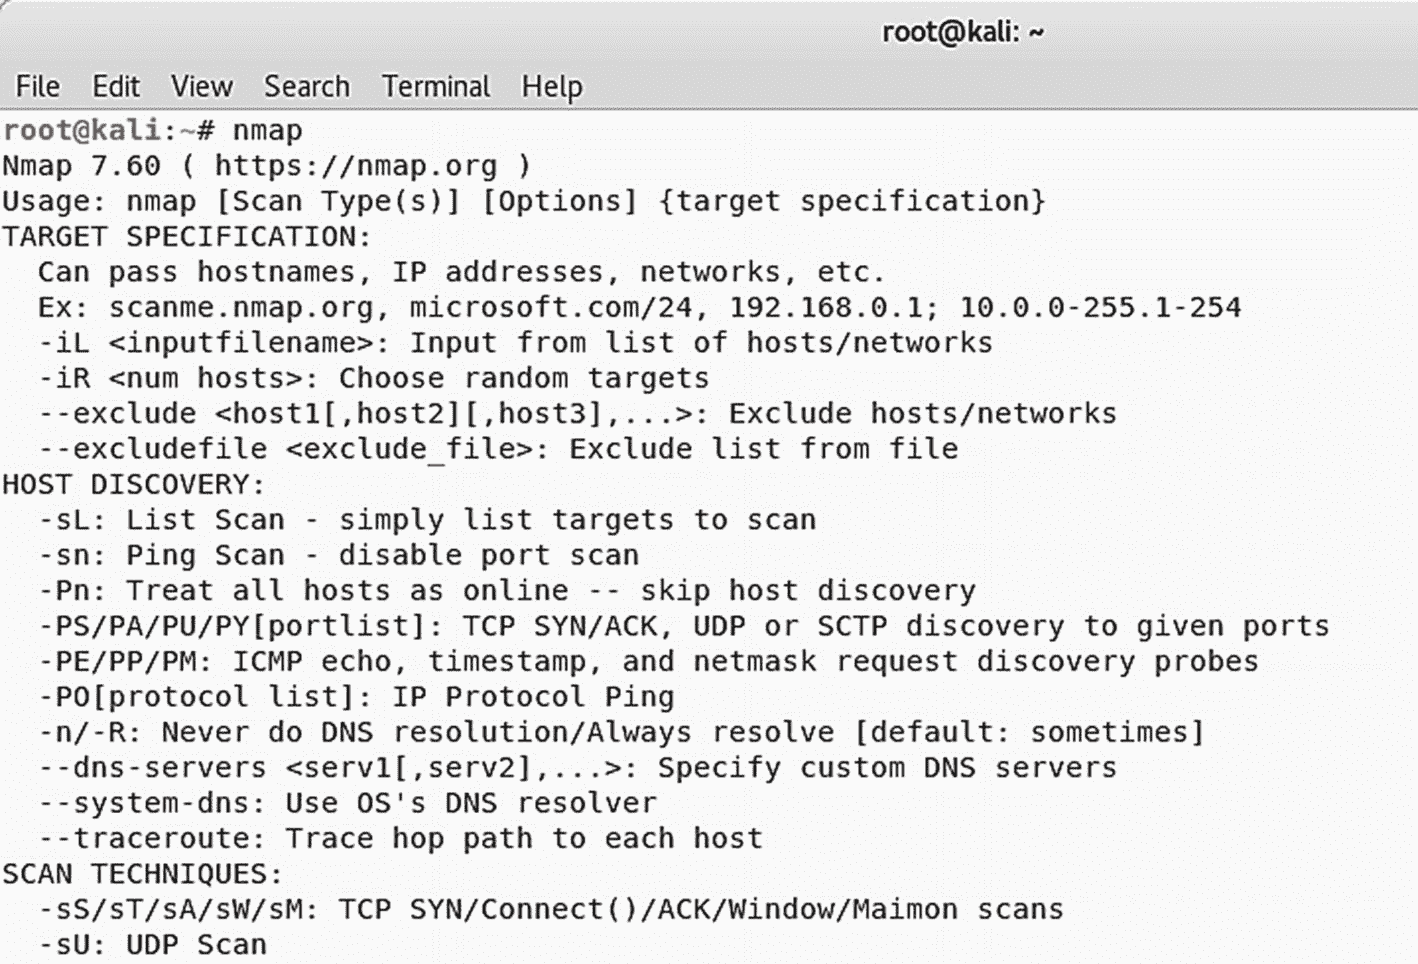 root@kali: ~
File Edit View Search Terminal Help
root@kali:~# nmap
Nmap 7.60 ( https://nmap.org )
Usage: nmap [Scan Type(s)] [Options] {target specification}
TARGET SPECIFICATION:
  Can pass hostnames, IP addresses, networks, etc.
  Ex: scanme.nmap.org, microsoft.com/24, 192.168.0.1; 10.0.0-255.1-254
  -iL <inputfilename>: Input from list of hosts/networks
  -iR <num hosts>: Choose random targets
  --exclude <host1[,host2][,host3],...>: Exclude hosts/networks
  --excludefile <exclude_file>: Exclude list from file
HOST DISCOVERY:
  -sL: List Scan - simply list targets to scan
  -sn: Ping Scan - disable port scan
  -Pn: Treat all hosts as online -- skip host discovery
  -PS/PA/PU/PY[portlist]: TCP SYN/ACK, UDP or SCTP discovery to given ports
  -PE/PP/PM: ICMP echo, timestamp, and netmask request discovery probes
  -PO[protocol list]: IP Protocol Ping
  -n/-R: Never do DNS resolution/Always resolve [default: sometimes]
  --dns-servers <serv1[,serv2],...>: Specify custom DNS servers
  --system-dns: Use OS's DNS resolver
  --traceroute: Trace hop path to each host
SCAN TECHNIQUES:
  -sS/sT/sA/sW/sM: TCP SYN/Connect()/ACK/Window/Maimon scans
  -sU: UDP Scan